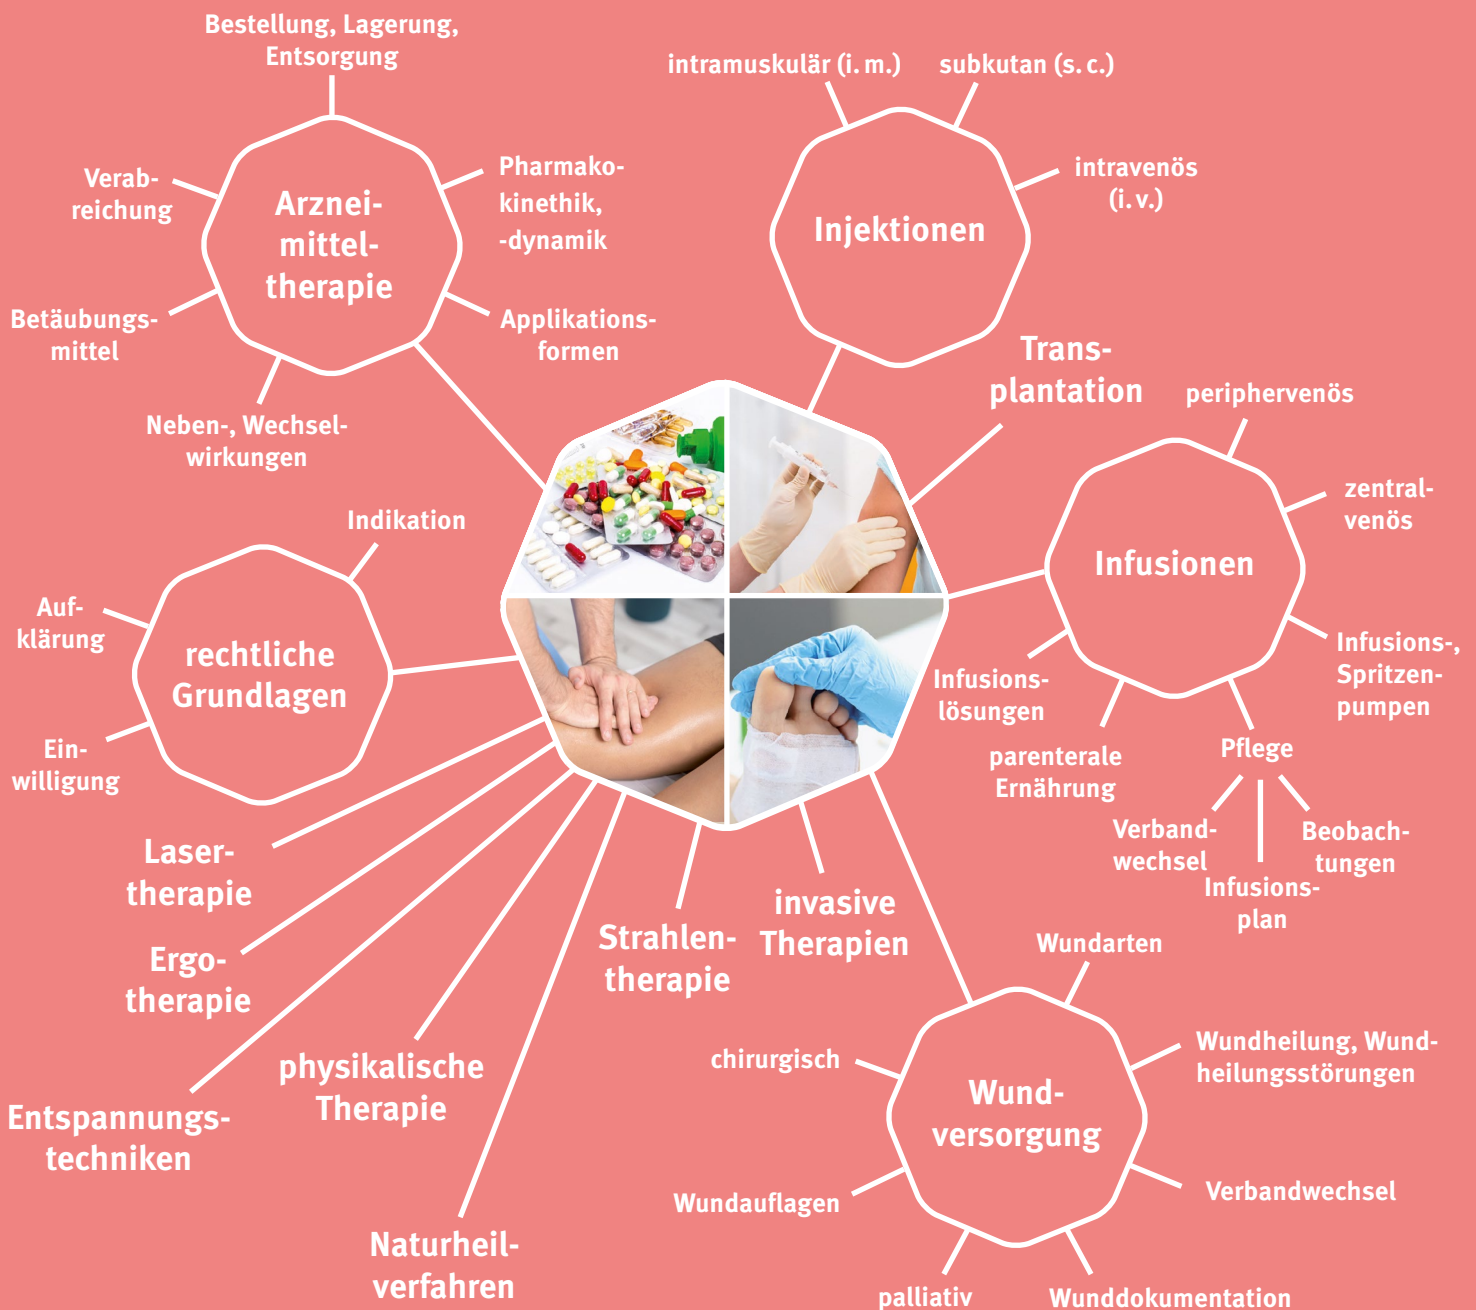 Bestellung, Lagerung,
Entsorgung
Verab-
reichung
Arznei-
mittel-
therapie
Pharmako-
kinethik,
-dynamik
Betäubungs-
mittel
Applikations-
formen
Neben-, Wechsel-
wirkungen
intramuskulär (i. m.)
subkutan (s. c.)
intravenös
(i. v.)
Injektionen
Trans-
plantation
periphervenös
zentral-
venös
Infusionen
Infusions-,
Spritzen-
pumpen
Infusions-
lösungen
parenterale
Ernährung
Pflege
Verband-
wechsel
Infusions-
plan
Beobach-
tungen
Indikation
Auf-
klärung
rechtliche
Grundlagen
Ein-
willigung
Laser-
therapie
Ergo-
therapie
Entspannungs-
techniken
physikalische
Therapie
Naturheil-
verfahren
Strahlen-
therapie
invasive
Therapien
Wundarten
chirurgisch
Wundheilung, Wund-
heilungsstörungen
Wund-
versorgung
Wundauflagen
Verbandwechsel
palliativ
Wunddokumentation